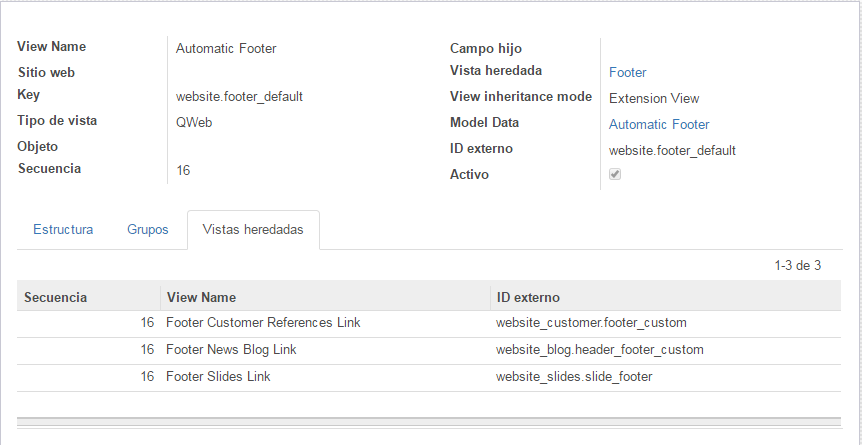 View Name Automatic Footer
Sitio web
Key website.footer_default
Tipo de vista QWeb
Objeto
Secuencia 16
Campo hijo
Vista heredada Footer
View inheritance mode Extension View
Model Data Automatic Footer
ID externo website.footer_default
Activo
Estructura Grupos Vistas heredadas
1-3 de 3
Secuencia View Name ID externo
16 Footer Customer References Link website_customer.footer_custom
16 Footer News Blog Link website_blog.header_footer_custom
16 Footer Slides Link website_slides.slide_footer